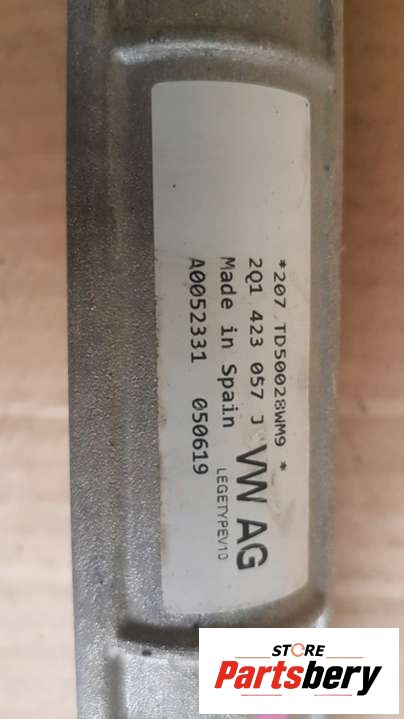 *207 TD50028WM9 *
2Q1 423 057 J
Made in Spain
A0052331 050619
VW AG
LEGETYPEV10
STORE
Partsbery